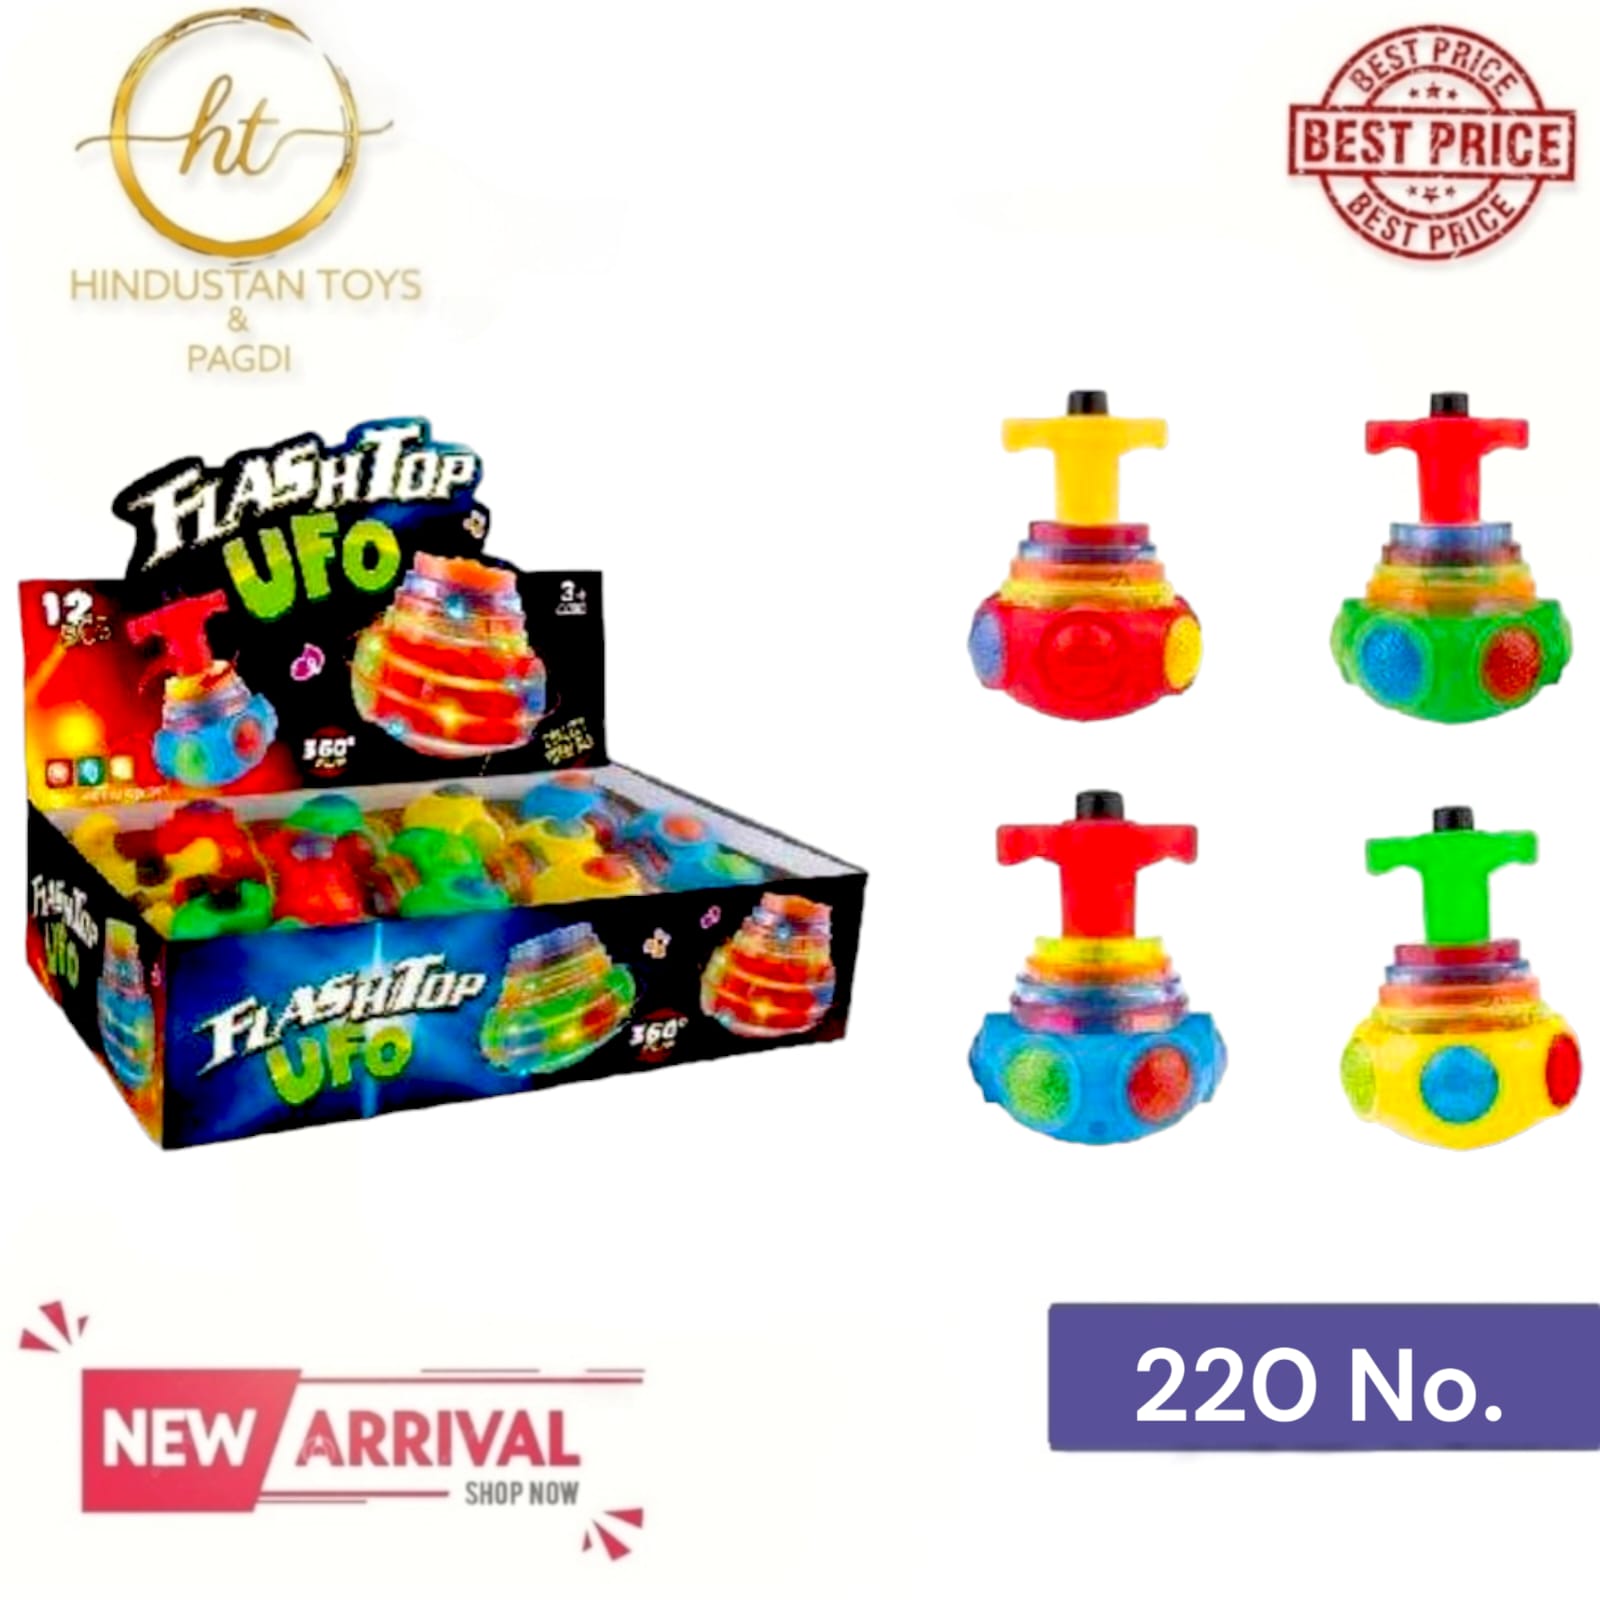 ht
HINDUSTAN TOYS
&
PAGDI
BEST PRICE
BEST PRICE
BEST PRICE
FLASH TOP
UFO
12
PCS
3+
360°
FLASH TOP
UFO
FLASH TOP
UFO
360°
NEW ARRIVAL
SHOP NOW
220 No.